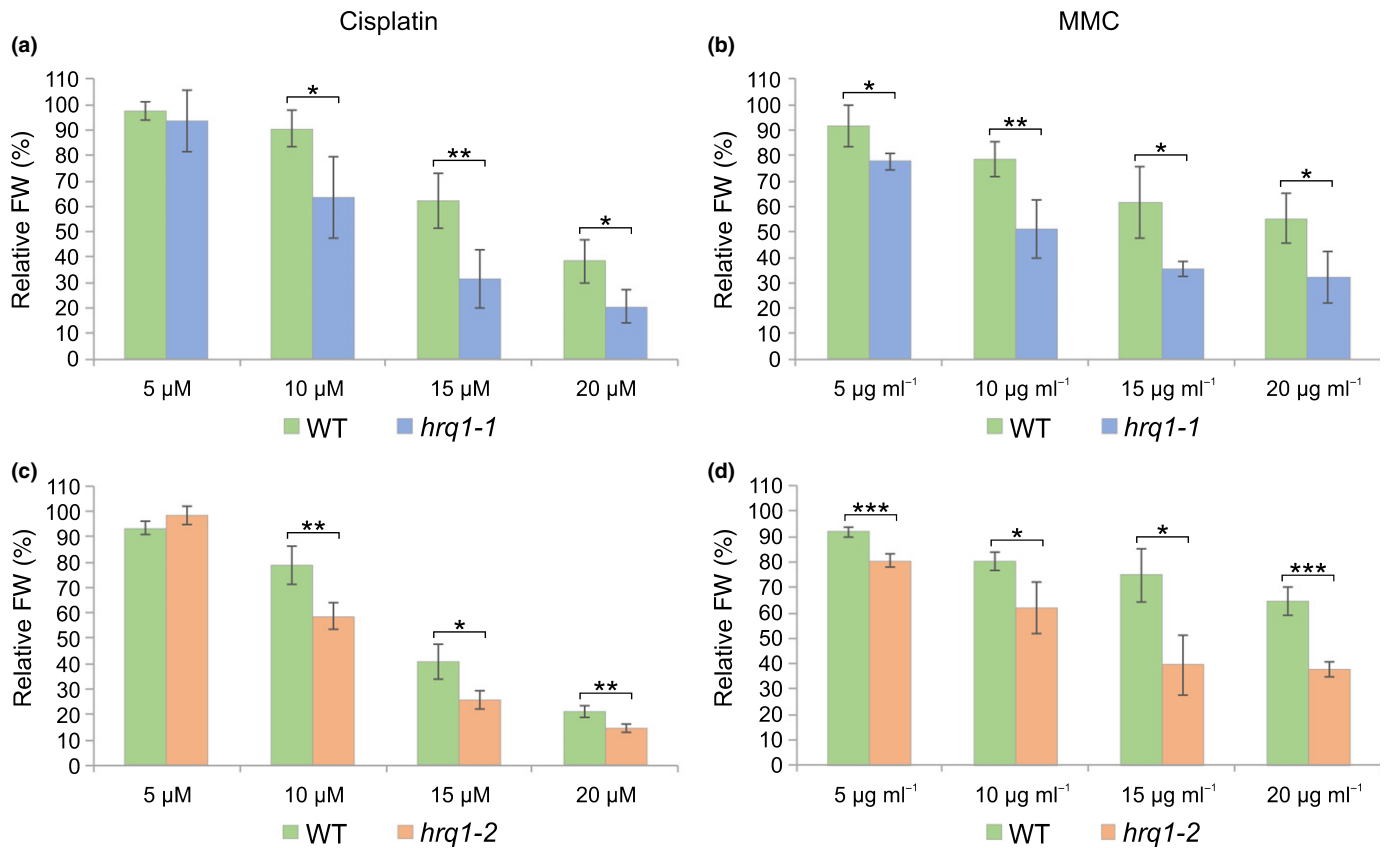 Cisplatin
MMC
(a)
(b)
Relative FW (%)
110
100
90
80
70
60
50
40
30
20
10
0
*
**
*
5 µM
10 µM
15 µM
20 µM
WT
hrq1-1
Relative FW (%)
110
100
90
80
70
60
50
40
30
20
10
0
*
**
*
*
5 µg ml⁻¹
10 µg ml⁻¹
15 µg ml⁻¹
20 µg ml⁻¹
WT
hrq1-1
(c)
(d)
Relative FW (%)
110
100
90
80
70
60
50
40
30
20
10
0
**
*
**
5 µM
10 µM
15 µM
20 µM
WT
hrq1-2
Relative FW (%)
110
100
90
80
70
60
50
40
30
20
10
0
***
*
*
***
5 µg ml⁻¹
10 µg ml⁻¹
15 µg ml⁻¹
20 µg ml⁻¹
WT
hrq1-2